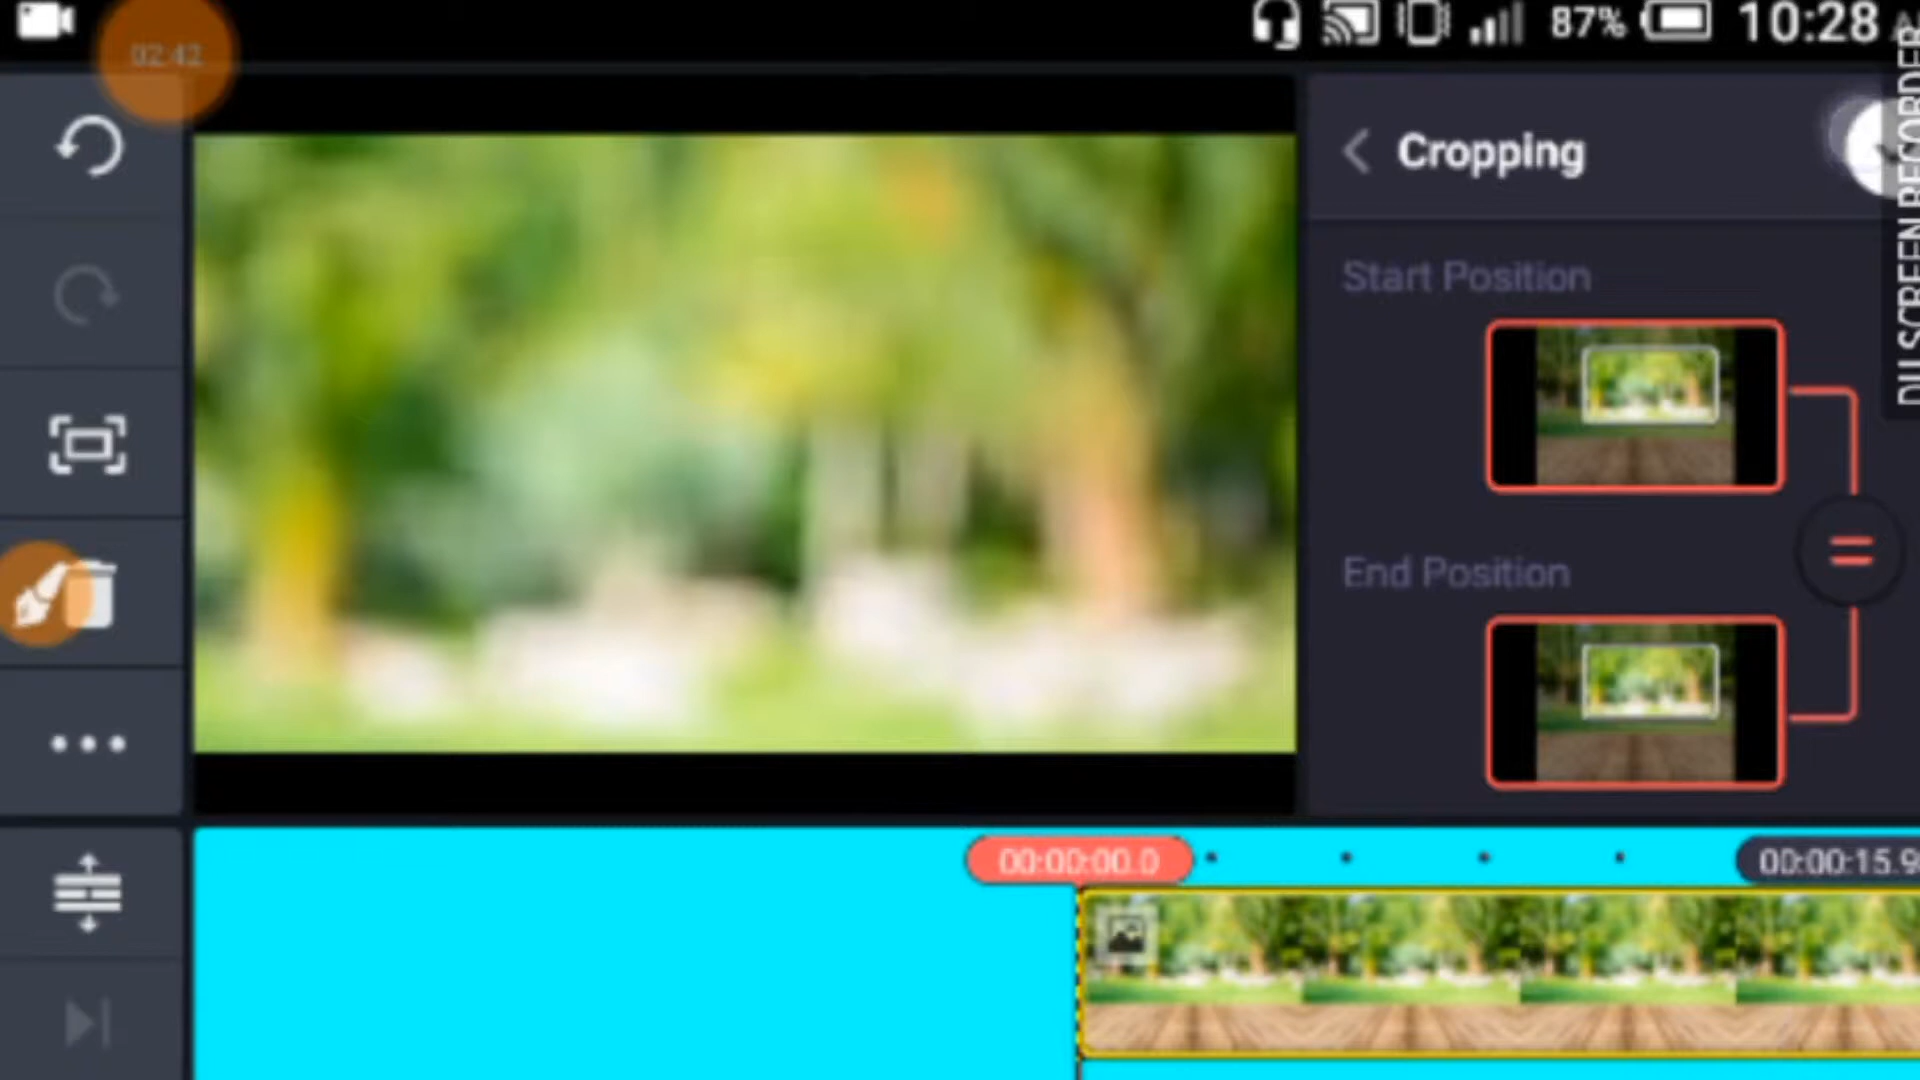 02:42
87%
10:28
DU SCREEN RECORDER
Cropping
Start Position
End Position
00:00:00.0
00:00:15.9